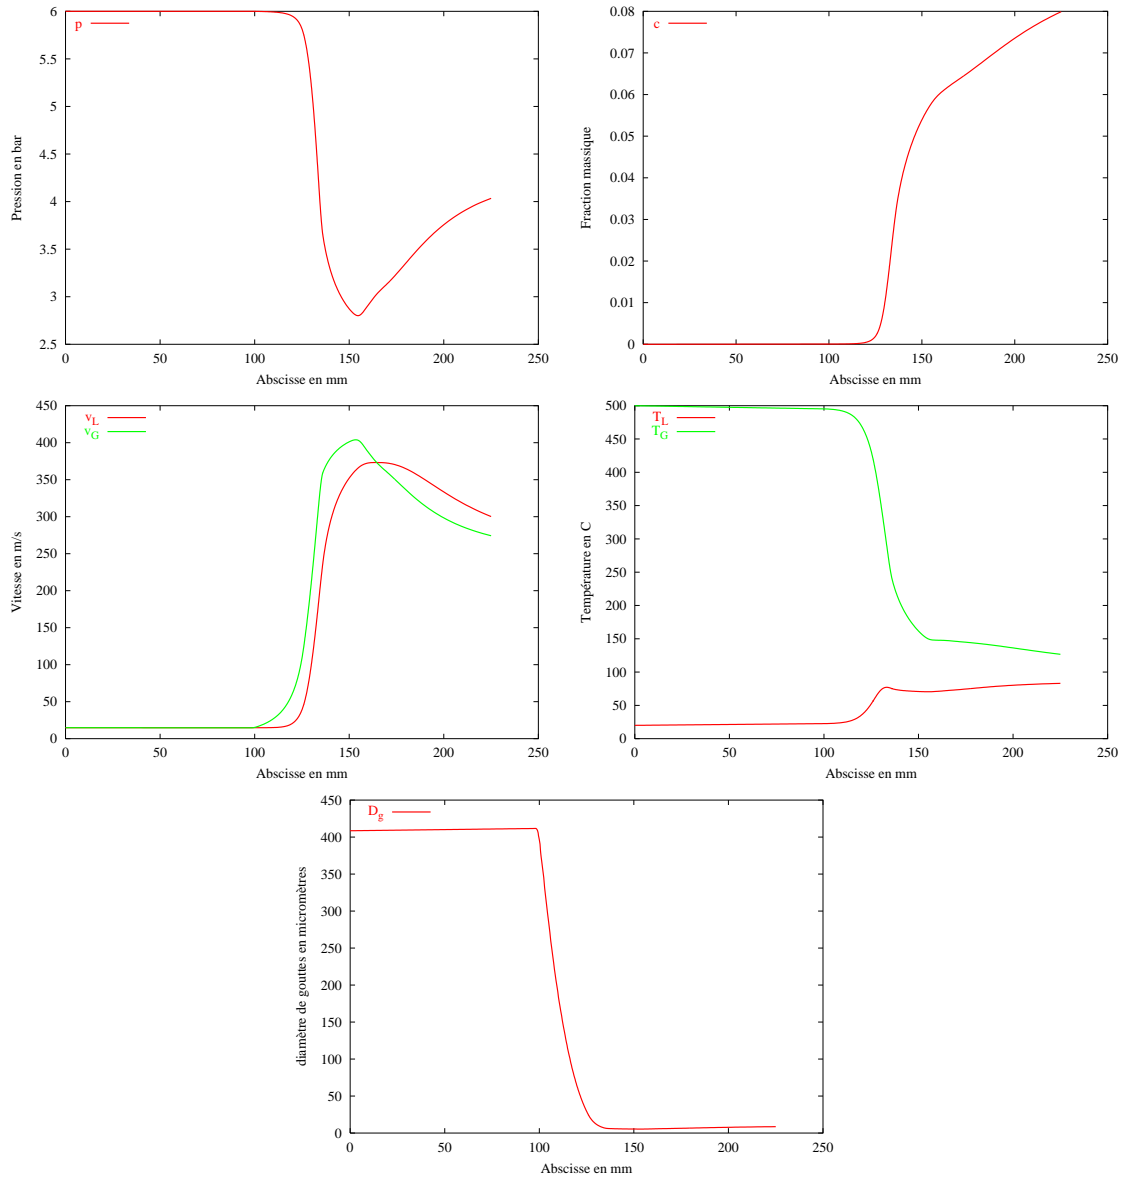 p
Pression en bar
6
5.5
5
4.5
4
3.5
3
2.5
0 50 100 150 200 250
Abscisse en mm
c
Fraction massique
0.08
0.07
0.06
0.05
0.04
0.03
0.02
0.01
0
0 50 100 150 200 250
Abscisse en mm
v_L
v_G
Vitesse en m/s
450
400
350
300
250
200
150
100
50
0
0 50 100 150 200 250
Abscisse en mm
T_L
T_G
Température en C
500
450
400
350
300
250
200
150
100
50
0
0 50 100 150 200 250
Abscisse en mm
D_g
diamètre de gouttes en micromètres
450
400
350
300
250
200
150
100
50
0
0 50 100 150 200 250
Abscisse en mm